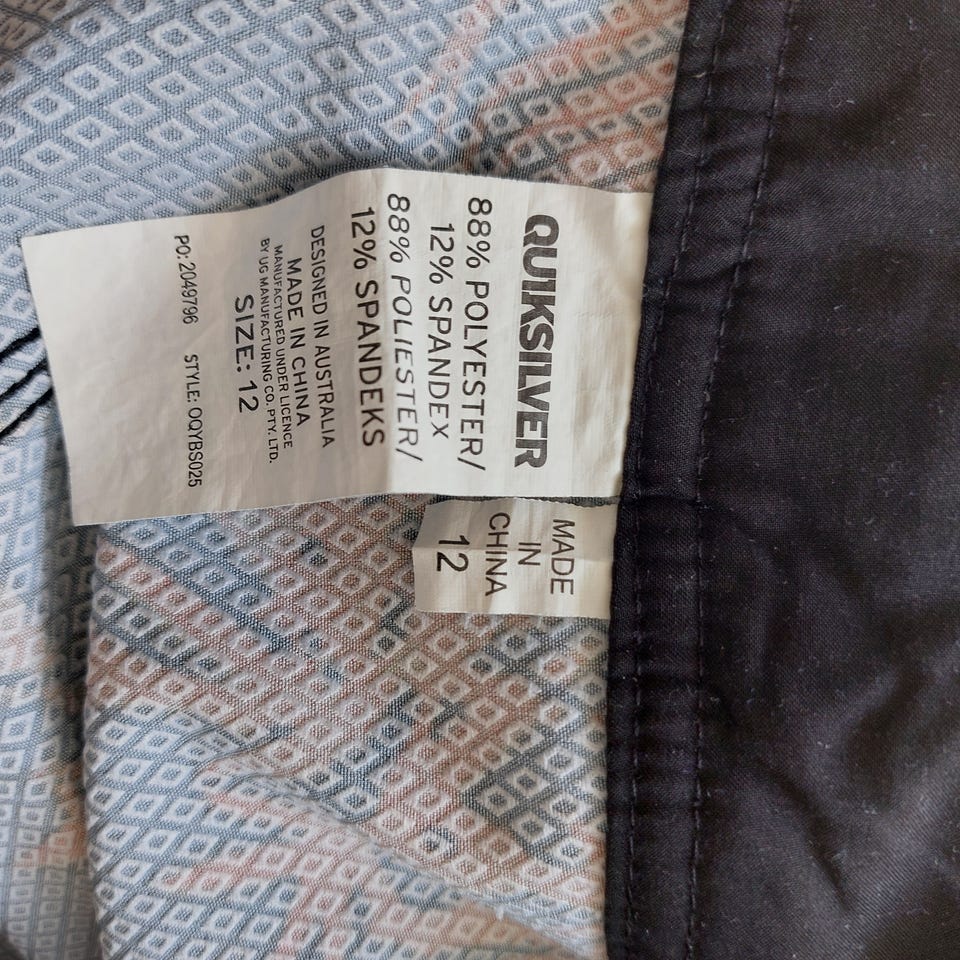 QUIKSILVER
88% POLYESTER/
12% SPANDEX
88% POLIESTER/
12% SPANDEKS
DESIGNED IN AUSTRALIA
MADE IN CHINA
MANUFACTURED UNDER LICENCE
BY UG MANUFACTURING CO. PTY. LTD.
SIZE: 12
PO: 2049796 STYLE: OQYBS025
MADE
IN
CHINA
12